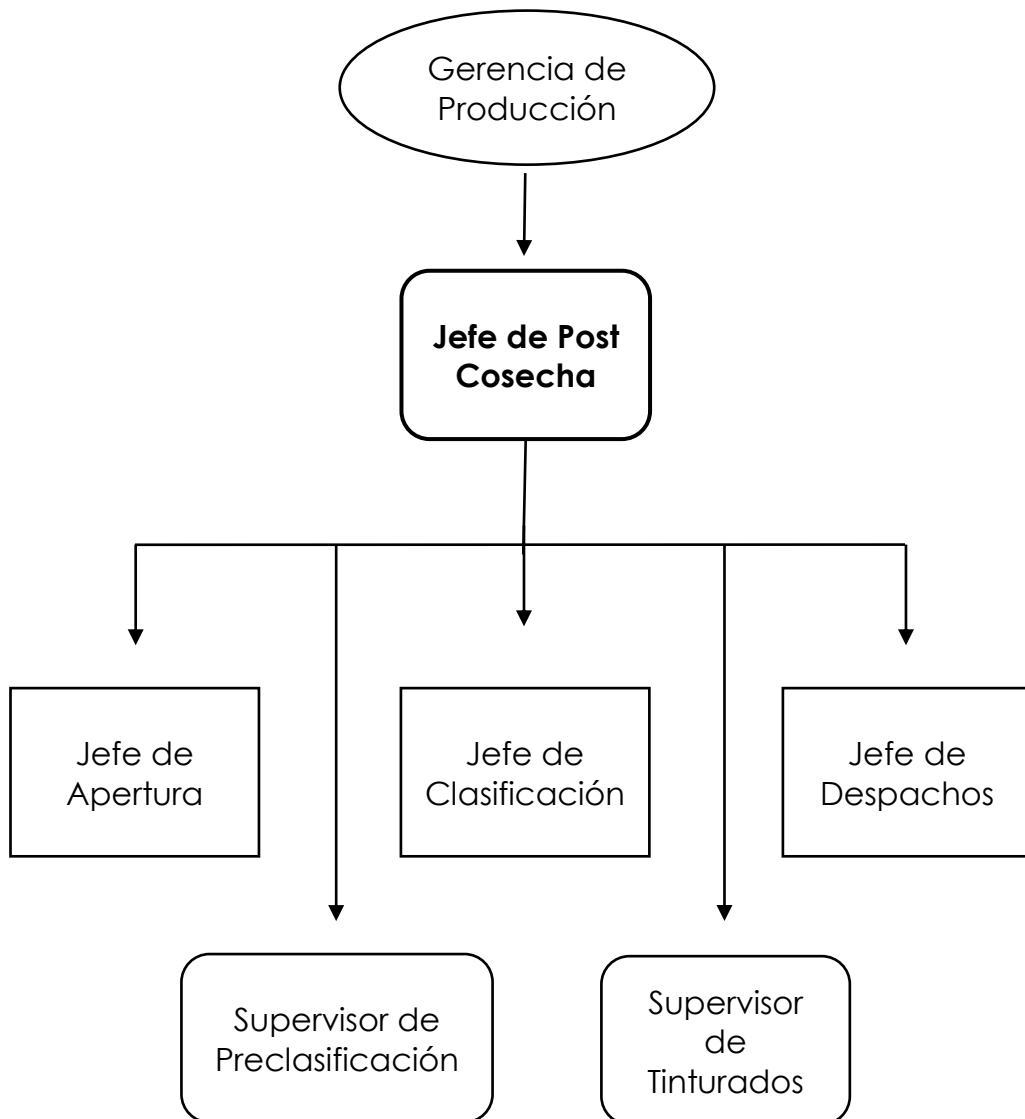 Gerencia de
Producción
Jefe de Post
Cosecha
Jefe de
Apertura
Jefe de
Clasificación
Jefe de
Despachos
Supervisor de
Preclasificación
Supervisor
de
Tinturados